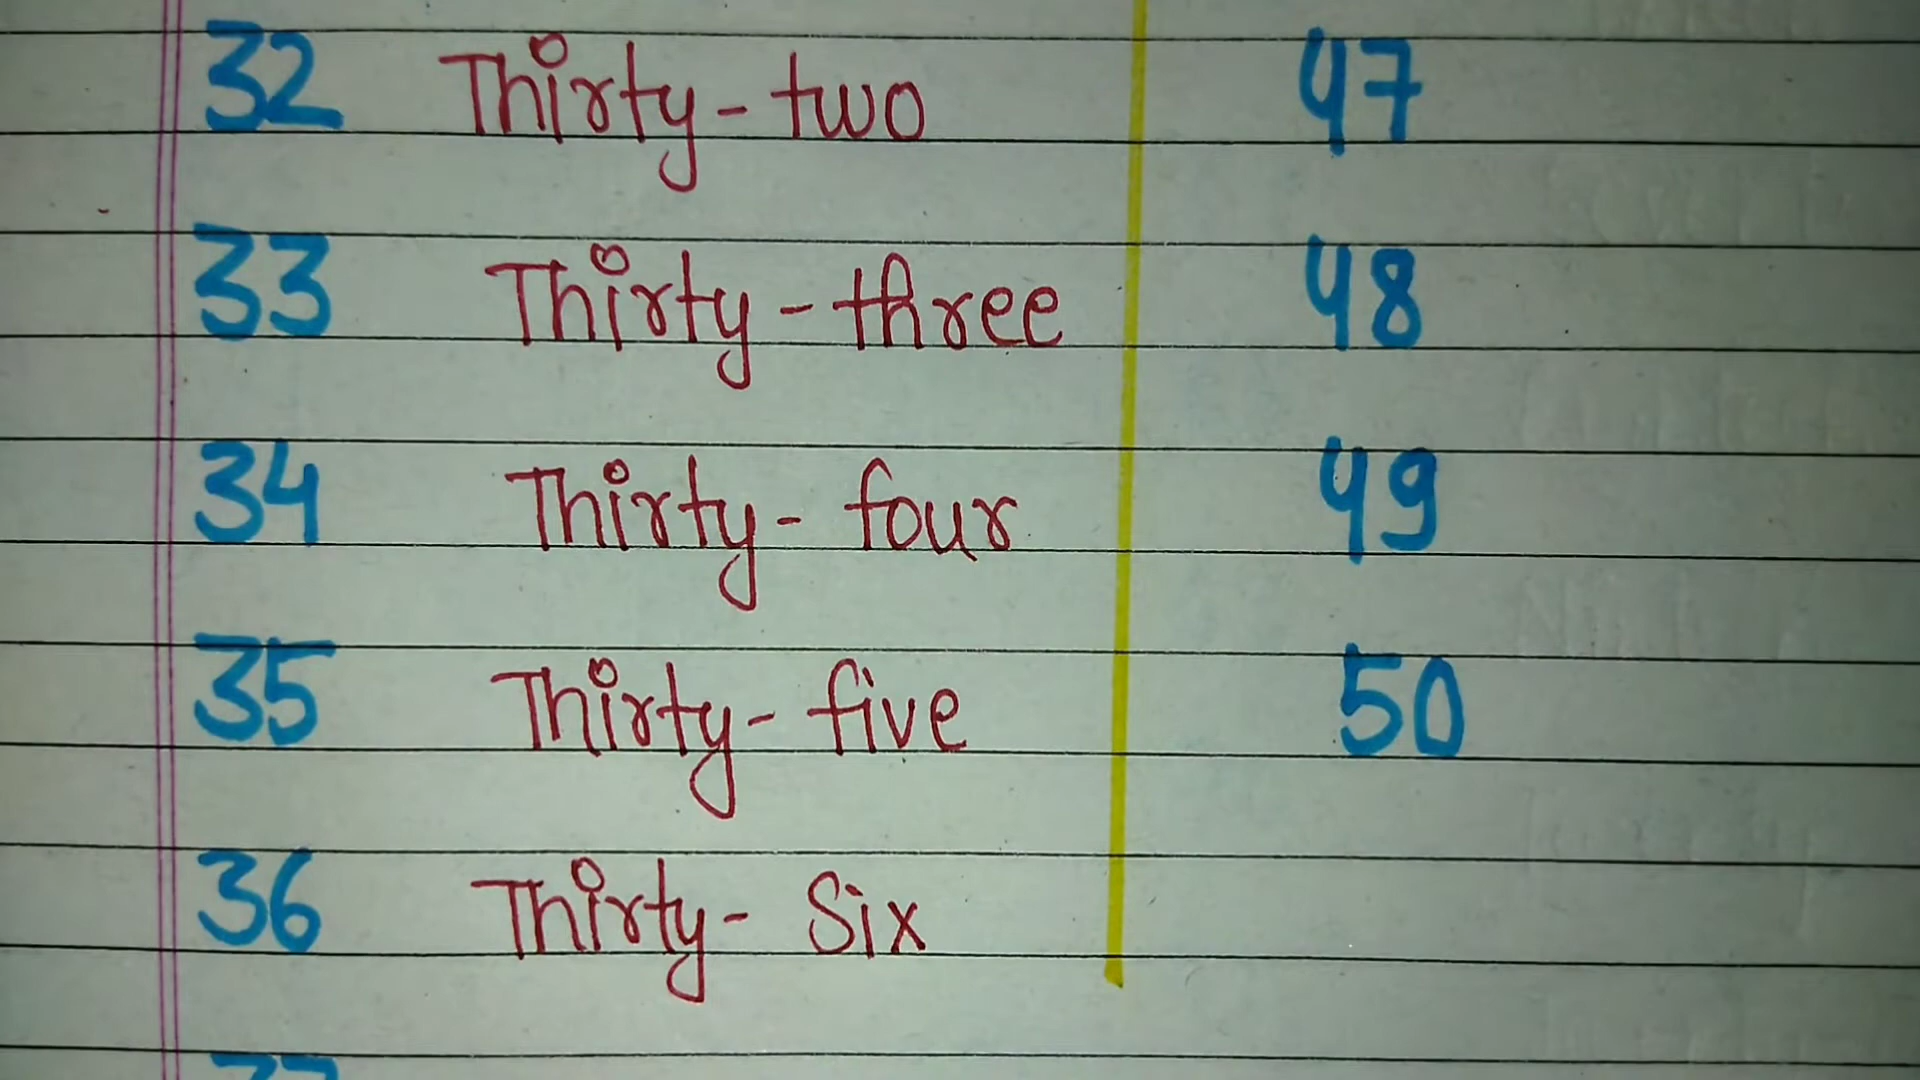 32 Thirty-two 47
33 Thirty-three 48
34 Thirty-four 49
35 Thirty-five 50
36 Thirty-Six